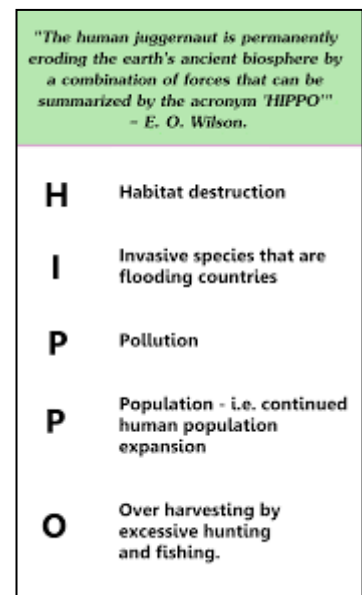 "The human juggernaut is permanently
eroding the earth's ancient biosphere by
a combination of forces that can be
summarized by the acronym 'HIPPO'"
– E. O. Wilson.
H Habitat destruction
I Invasive species that are
flooding countries
P Pollution
P Population - i.e. continued
human population
expansion
O Over harvesting by
excessive hunting
and fishing.